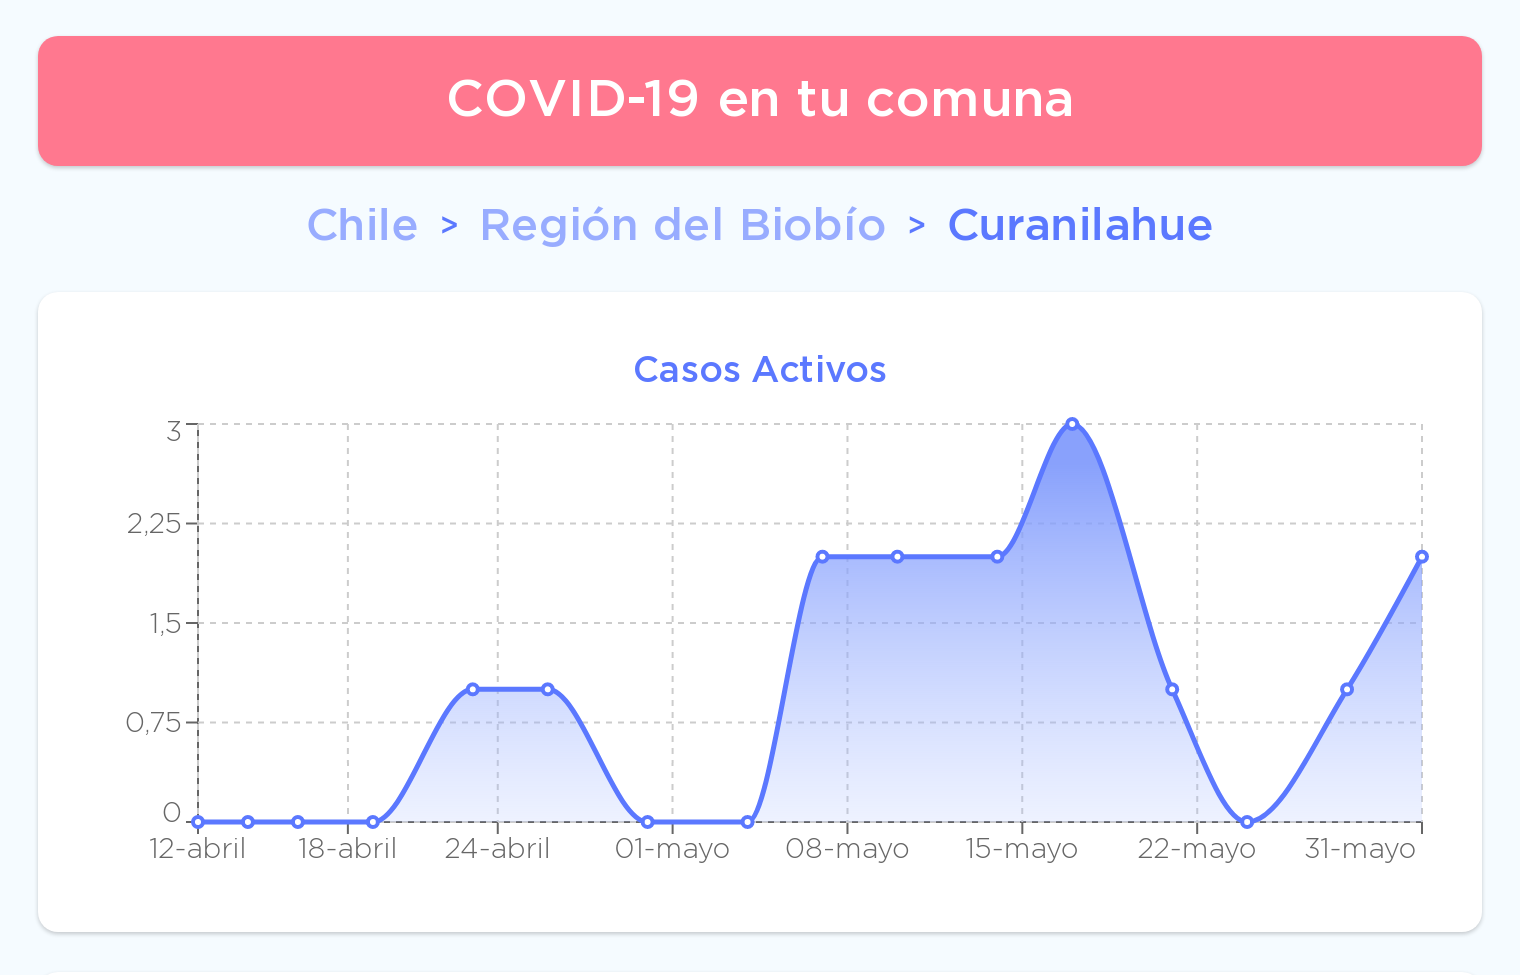 COVID-19 en tu comuna
Chile > Región del Biobío > Curanilahue
Casos Activos
3
2,25
1,5
0,75
0
12-abril 18-abril 24-abril 01-mayo 08-mayo 15-mayo 22-mayo 31-mayo